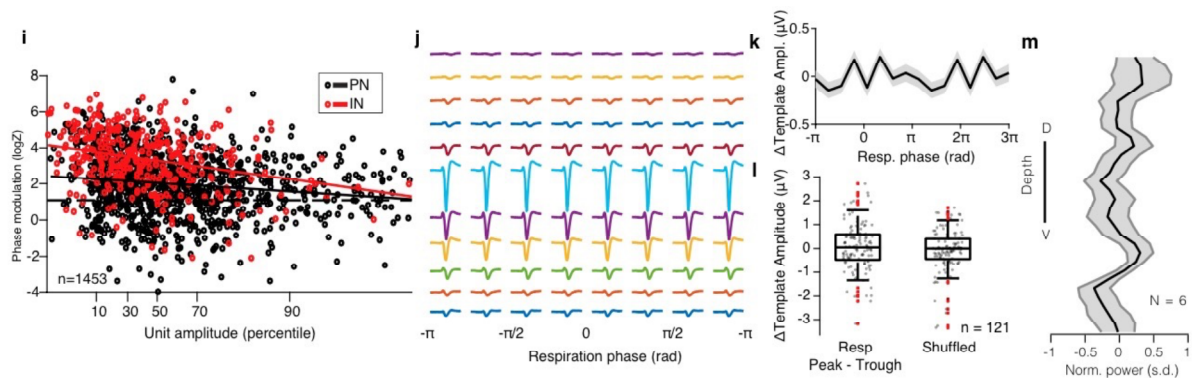 i
Phase modulation (logZ)
8
6
4
2
0
-2
-4
PN
IN
n=1453
10 30 50 70 90
Unit amplitude (percentile)
j
-π -π/2 0 π/2 -π
Respiration phase (rad)
k
ΔTemplate Ampl. (μV)
0.5
0
-0.5
-π 0 1π 2π 3π
Resp. phase (rad)
l
ΔTemplate Amplitude (μV)
3
2
1
0
-1
-2
-3
n = 121
Resp Shuffled
Peak - Trough
m
D
Depth
V
N = 6
-1 -0.5 0 0.5 1
Norm. power (s.d.)